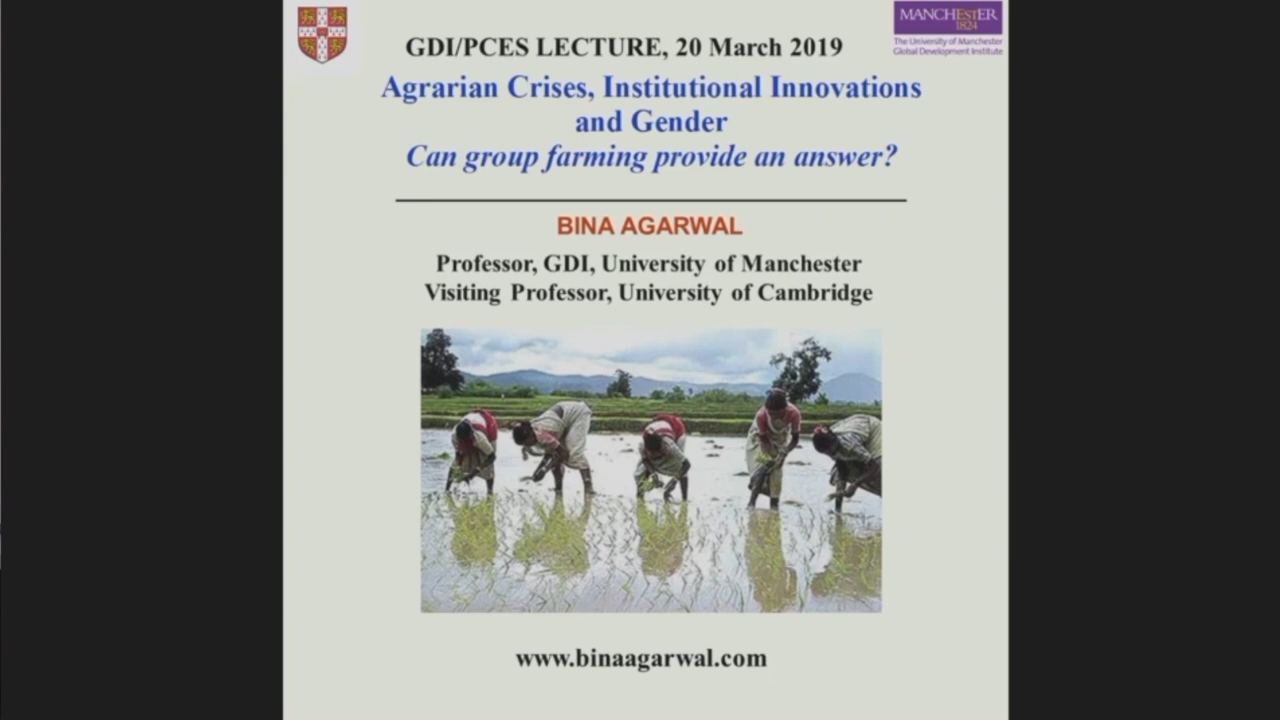 MANCHESTER
1824
The University of Manchester
Global Development Institute
GDI/PCES LECTURE, 20 March 2019
Agrarian Crises, Institutional Innovations
and Gender
Can group farming provide an answer?
BINA AGARWAL
Professor, GDI, University of Manchester
Visiting Professor, University of Cambridge
www.binaagarwal.com